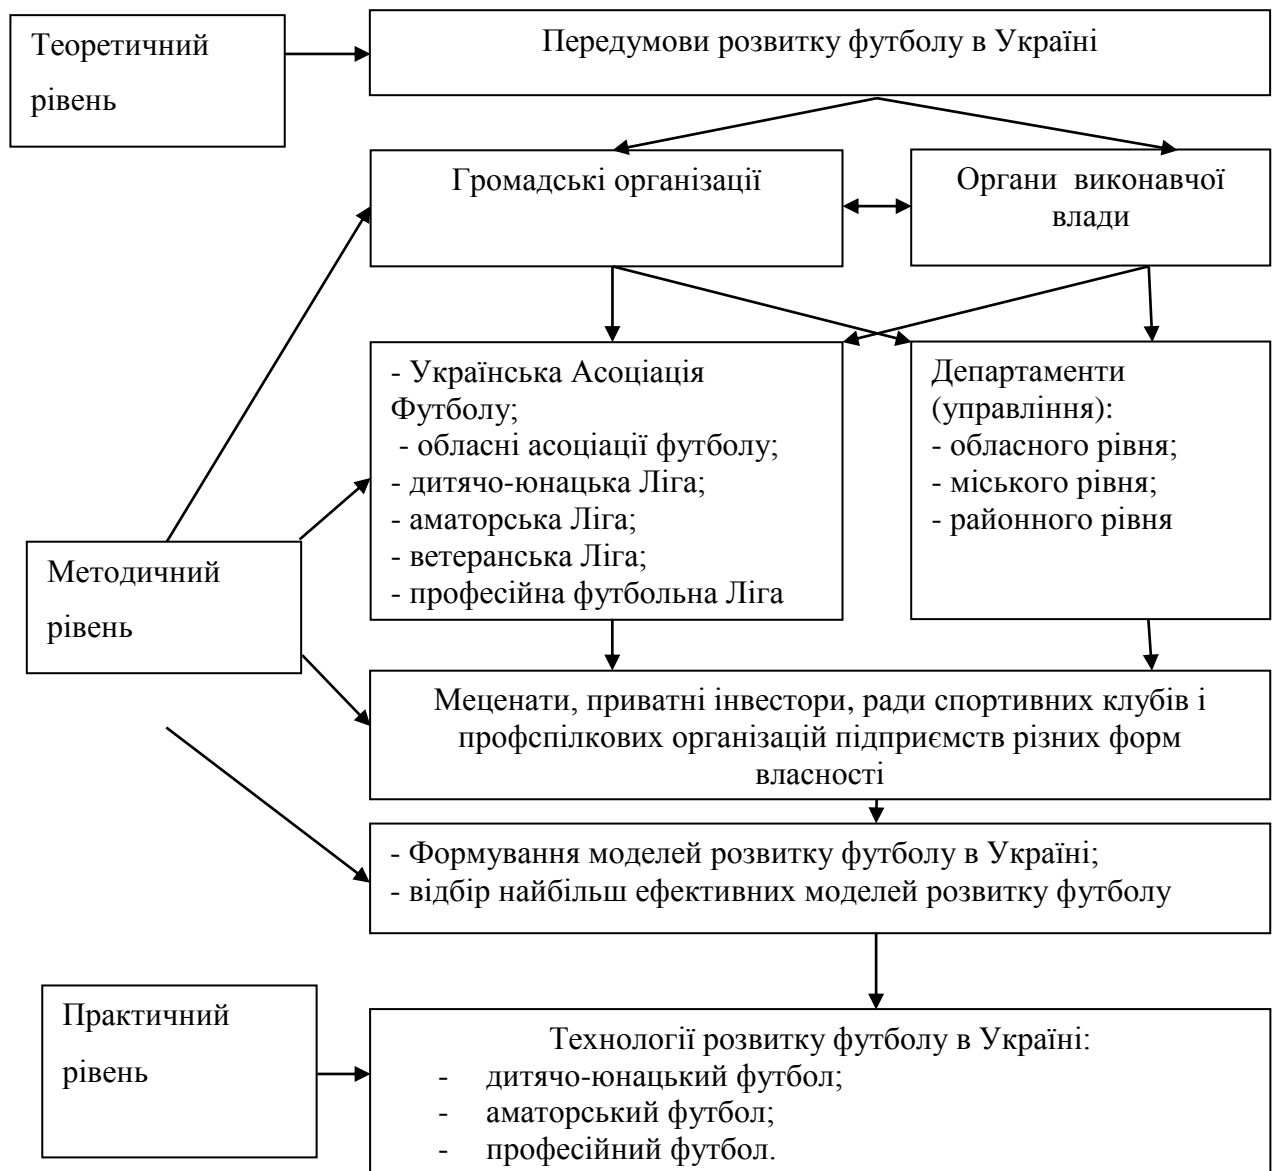 Теоретичний
рівень
Передумови розвитку футболу в Україні
Громадські організації
Органи виконавчої
влади
- Українська Асоціація
Футболу;
- обласні асоціації футболу;
- дитячо-юнацька Ліга;
- аматорська Ліга;
- ветеранська Ліга;
- професійна футбольна Ліга
Департаменти
(управління):
- обласного рівня;
- міського рівня;
- районного рівня
Методичний
рівень
Меценати, приватні інвестори, ради спортивних клубів і
профспілкових організацій підприємств різних форм
власності
- Формування моделей розвитку футболу в Україні;
- відбір найбільш ефективних моделей розвитку футболу
Практичний
рівень
Технології розвитку футболу в Україні:
- дитячо-юнацький футбол;
- аматорський футбол;
- професійний футбол.